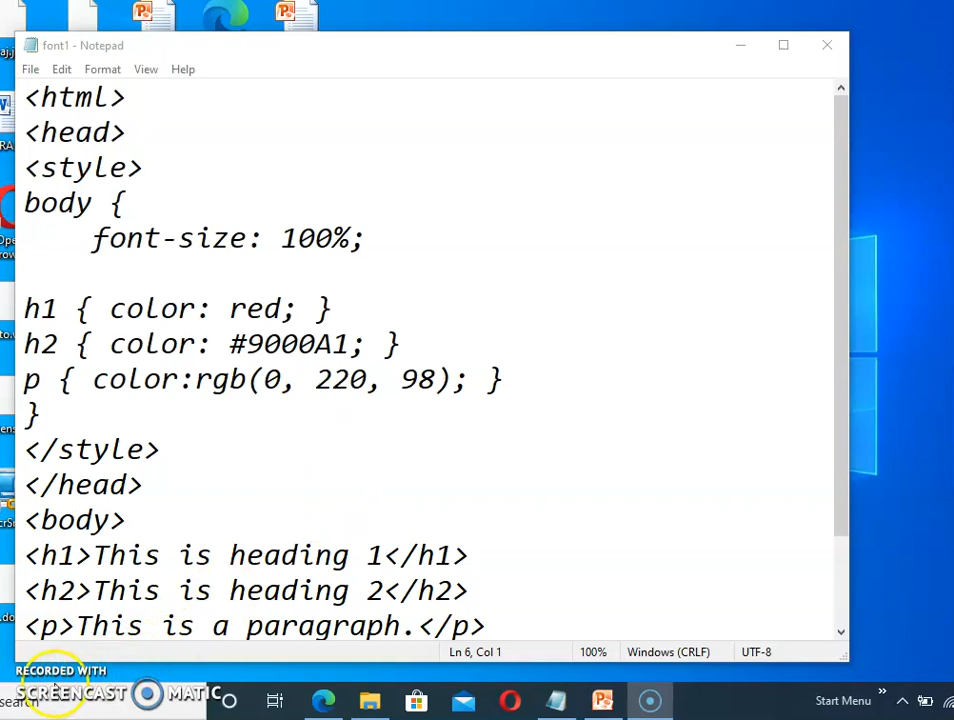 font1 - Notepad
File Edit Format View Help
<html>
<head>
<style>
body {
    font-size: 100%;

h1 { color: red; }
h2 { color: #9000A1; }
p { color:rgb(0, 220, 98); }
}
</style>
</head>
<body>
<h1>This is heading 1</h1>
<h2>This is heading 2</h2>
<p>This is a paragraph.</p>
Ln 6, Col 1 100% Windows (CRLF) UTF-8
RECORDED WITH
SCREENCAST MATIC
search
Start Menu